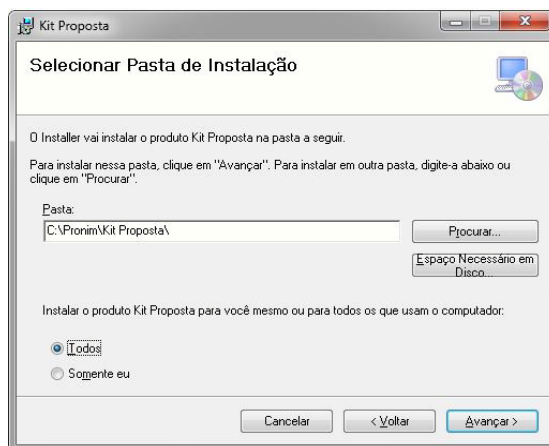 Kit Proposta
Selecionar Pasta de Instalação
O Installer vai instalar o produto Kit Proposta na pasta a seguir.
Para instalar nessa pasta, clique em "Avançar". Para instalar em outra pasta, digite-a abaixo ou
clique em "Procurar".
Pasta:
C:\Pronim\Kit Proposta\
Procurar...
Espaço Necessário em
Disco...
Instalar o produto Kit Proposta para você mesmo ou para todos os que usam o computador:
Todos
Somente eu
Cancelar
< Voltar
Avançar >